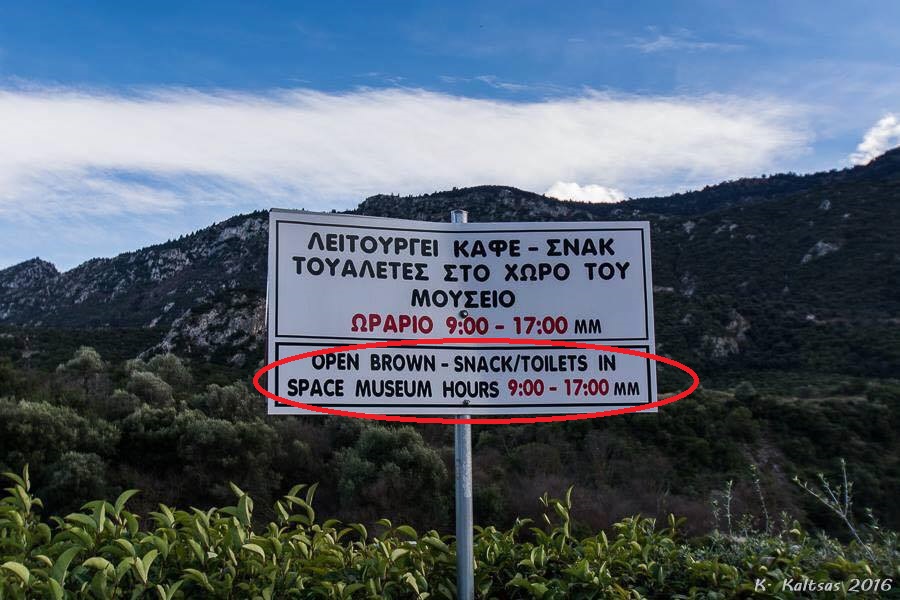 ΛΕΙΤΟΥΡΓΕΙ ΚΑΦΕ - ΣΝΑΚ
ΤΟΥΑΛΕΤΕΣ ΣΤΟ ΧΩΡΟ ΤΟΥ
ΜΟΥΣΕΙΟ
ΩΡΑΡΙΟ 9:00 - 17:00 ΜΜ
OPEN BROWN - SNACK/TOILETS IN
SPACE MUSEUM HOURS 9:00 - 17:00 MM
K. Kaltsas 2016